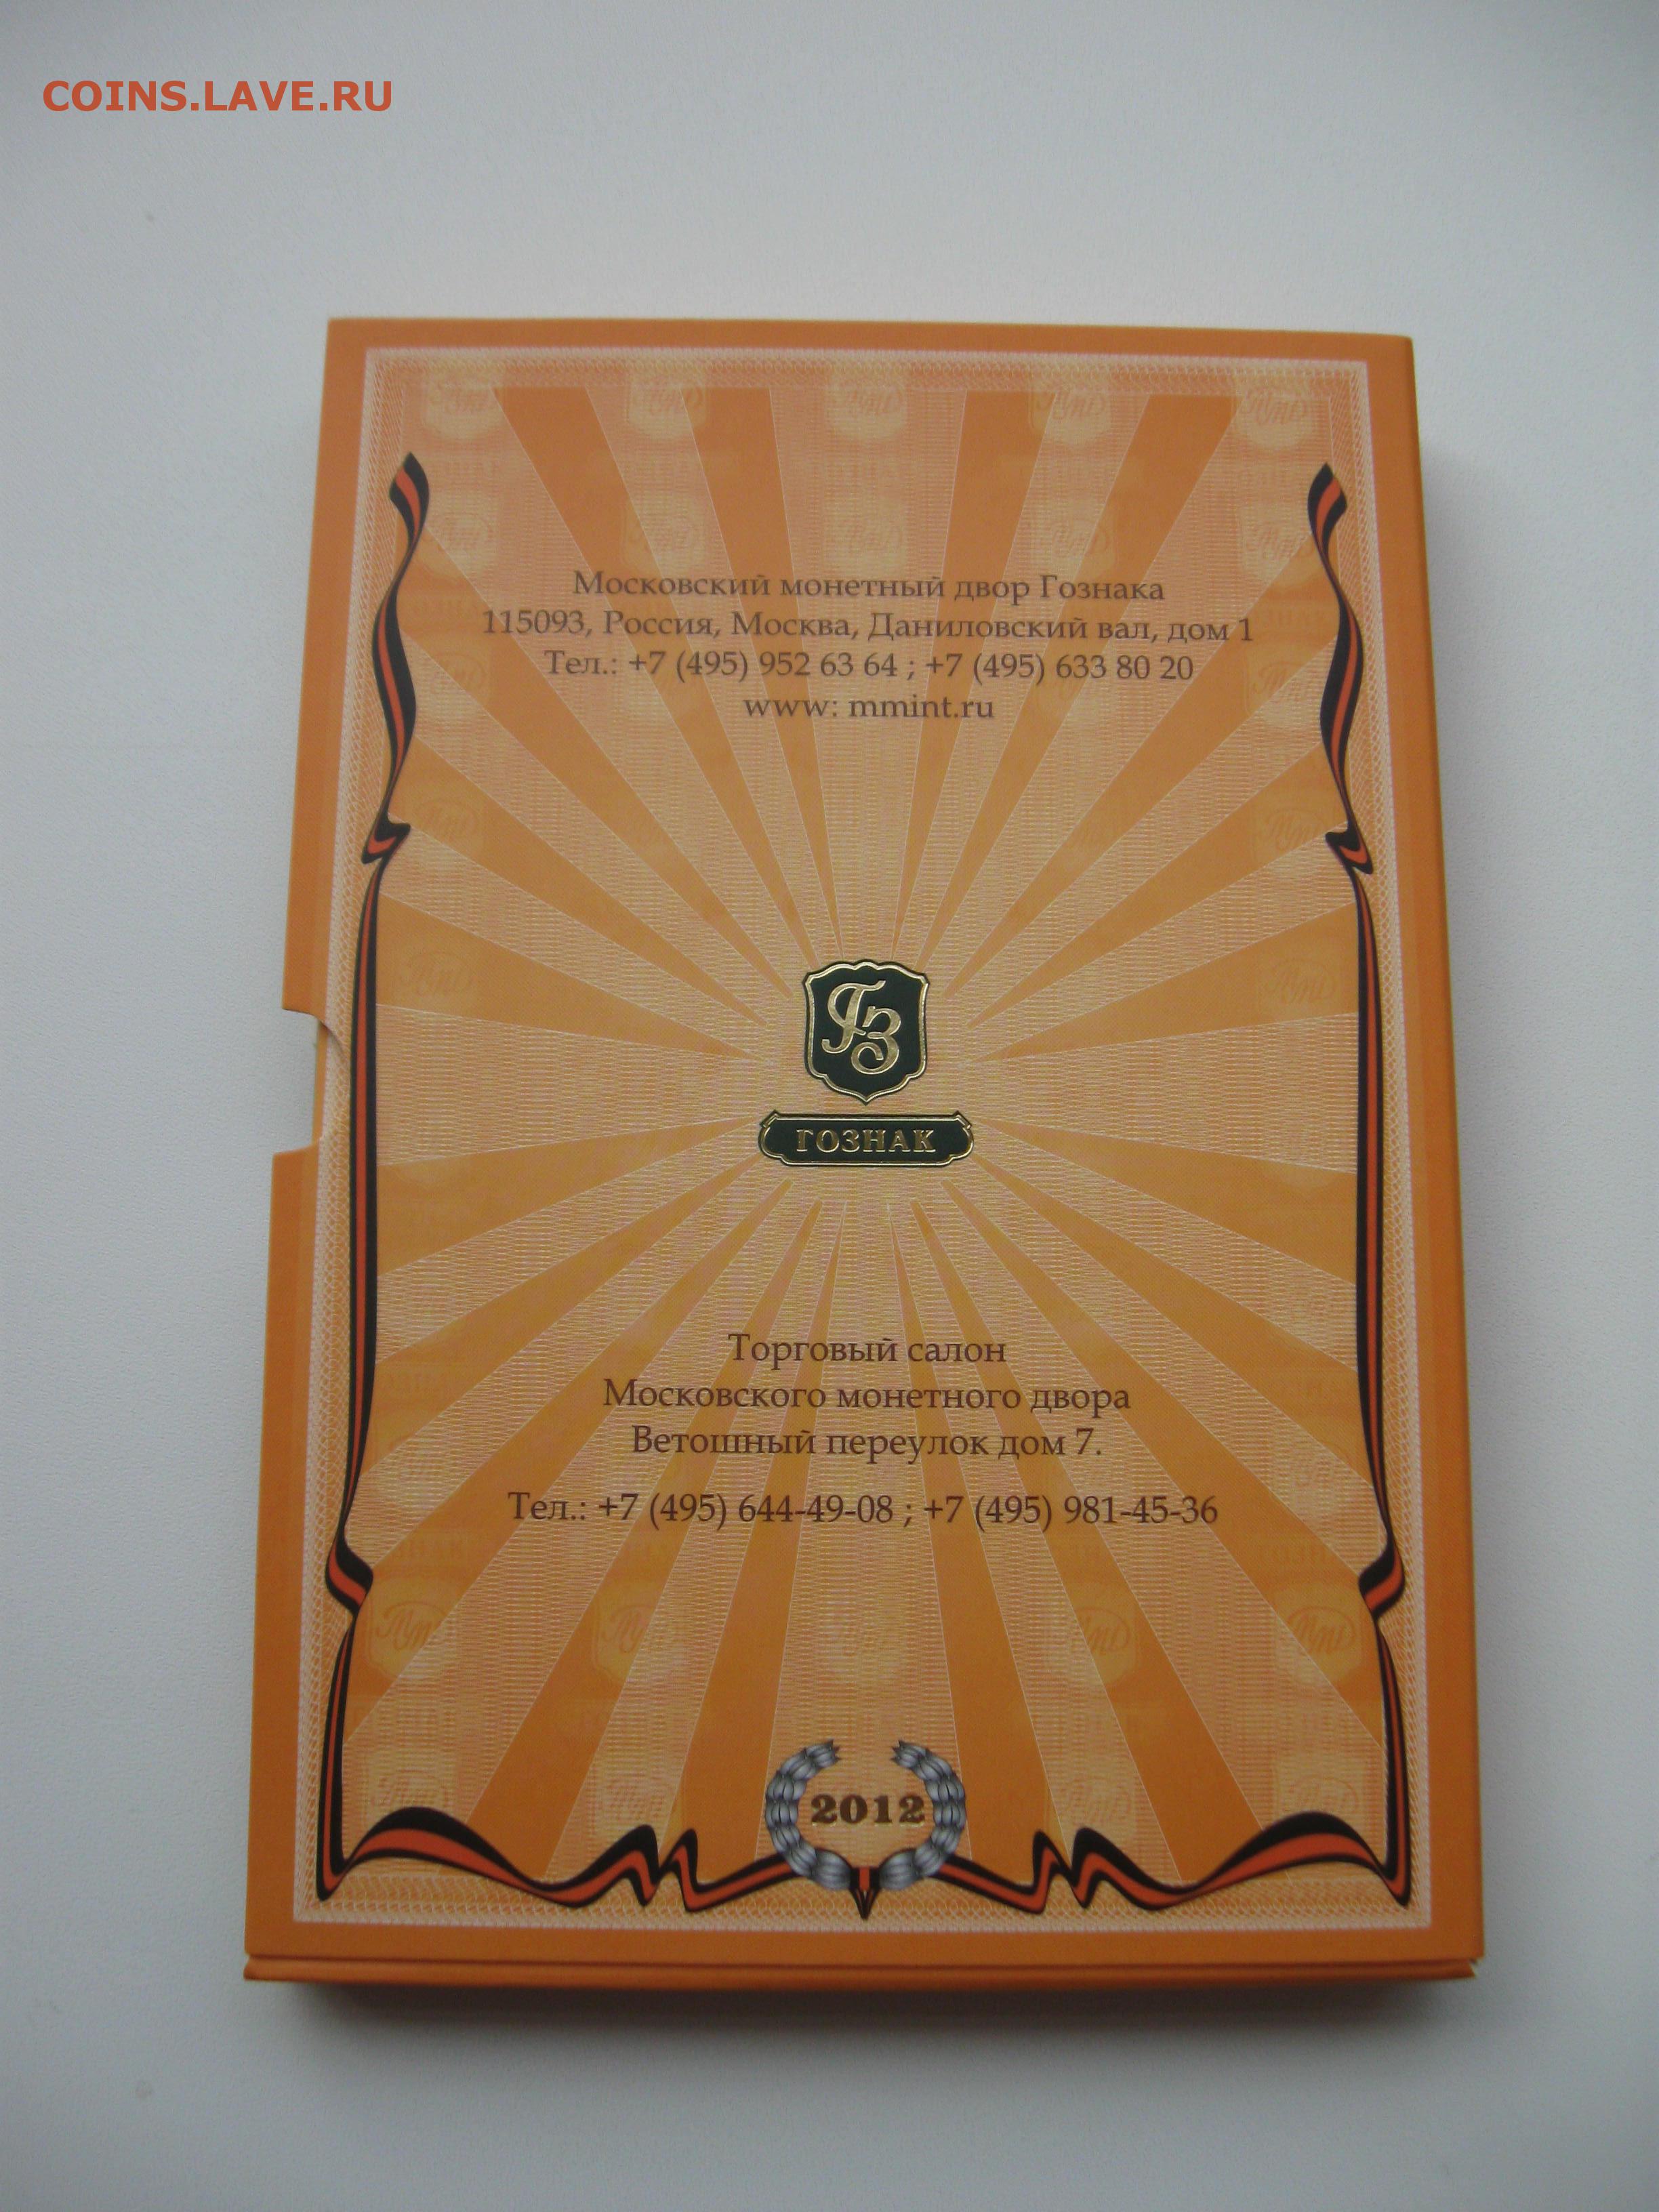 COINS.LAVE.RU
Московский монетный двор Гознака
115093, Россия, Москва, Даниловский вал, дом 1
Тел.: +7 (495) 952 63 64 ; +7 (495) 633 80 20
www: mmint.ru
ГЗ
ГОЗНАК
Торговый салон
Московского монетного двора
Ветошный переулок дом 7.
Тел.: +7 (495) 644-49-08 ; +7 (495) 981-45-36
2012